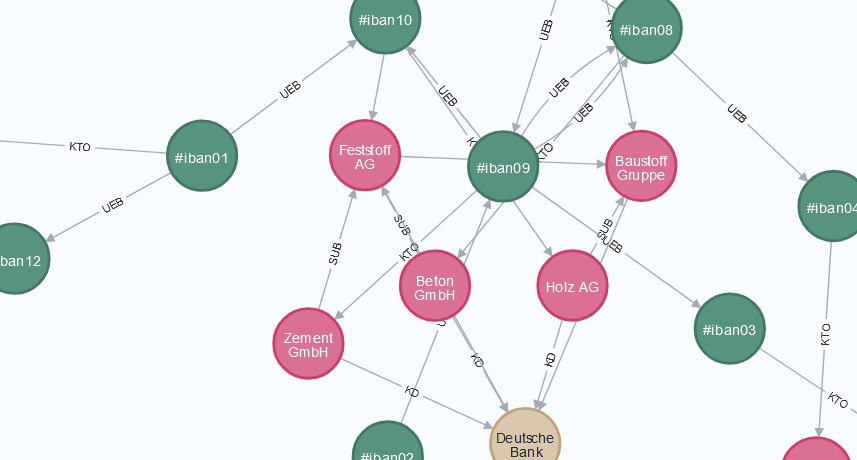 #iban10
#iban08
UEB
UEB
UEB
UEB
UEB
UEB
KTO
#iban01
Feststoff
AG
#iban09
KTO
Baustoff
Gruppe
#iban04
UEB
SUB
SUB
UEB
KTO
SUB
ban12
Beton
GmbH
Holz AG
#iban03
Zement
GmbH
KTO
KD
KD
KD
KTO
Deutsche
Bank
#iban02